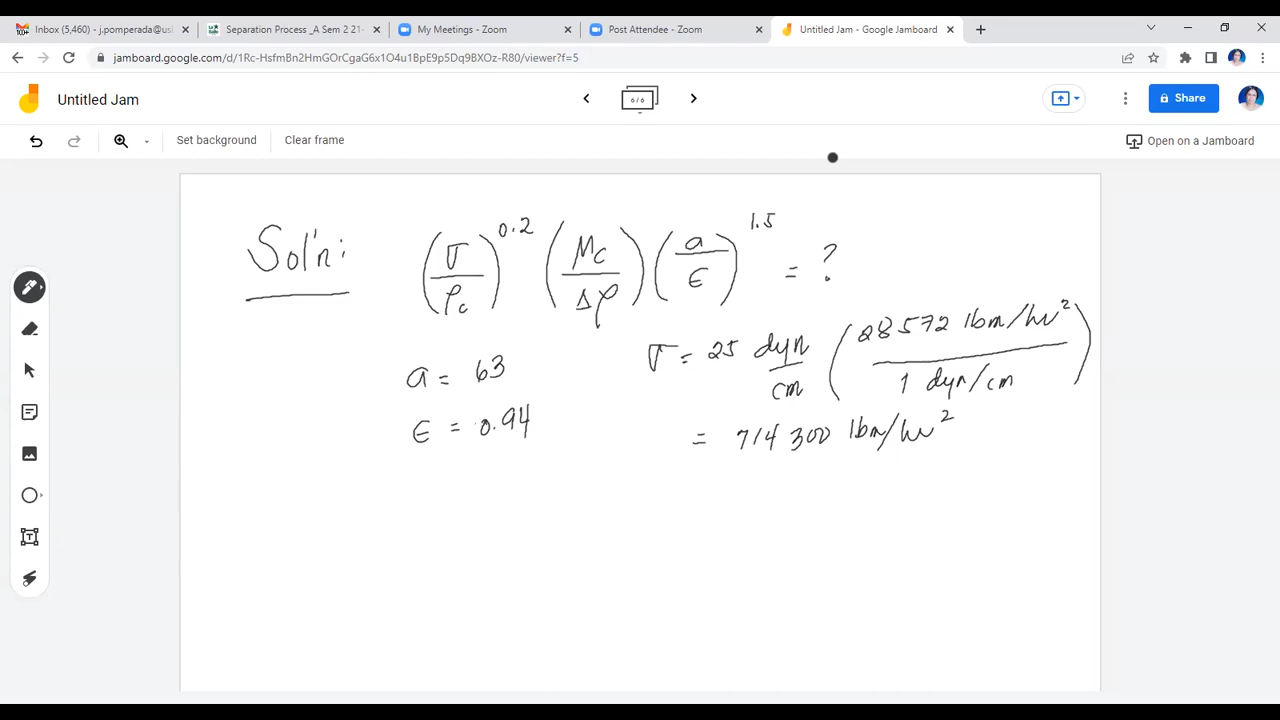 Inbox (5,460) - j.pomperada@usl
Separation Process _A Sem 2 21-
My Meetings - Zoom
Post Attendee - Zoom
Untitled Jam - Google Jamboard
jamboard.google.com/d/1Rc-HsfmBn2HmGOrCgaG6x1O4u1BpE9p5Dq9BXOz-R80/viewer?f=5
Untitled Jam
6/6
Share
Set background
Clear frame
Open on a Jamboard
Sol'n: (σ/ρc)^0.2 (μc/Δρ) (a/ε)^1.5 = ?
a = 63
ε = 0.94
σ = 25 dyn/cm (28572 lbm/hr²/1 dyn/cm)
= 714 300 lbm/hr²